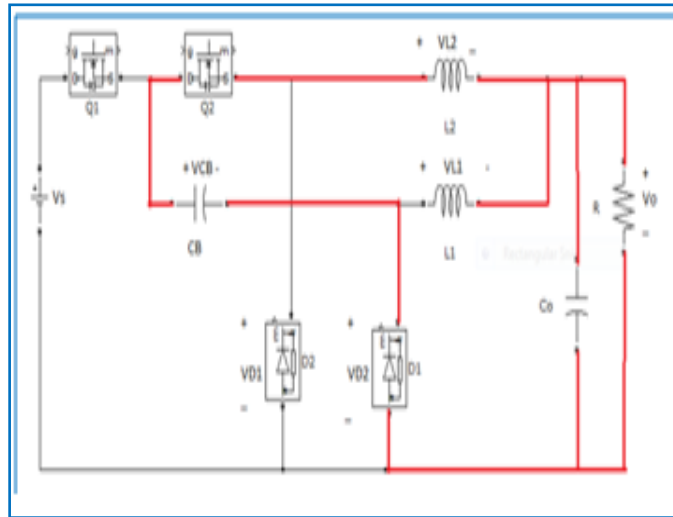 + VL2 =
Q1
Q2
L2
+ VCB -
+ VL1 -
+
Vs
R
Vo
=
CB
L1
Co
+
+
VD1
D2
VD2
D1
=
=